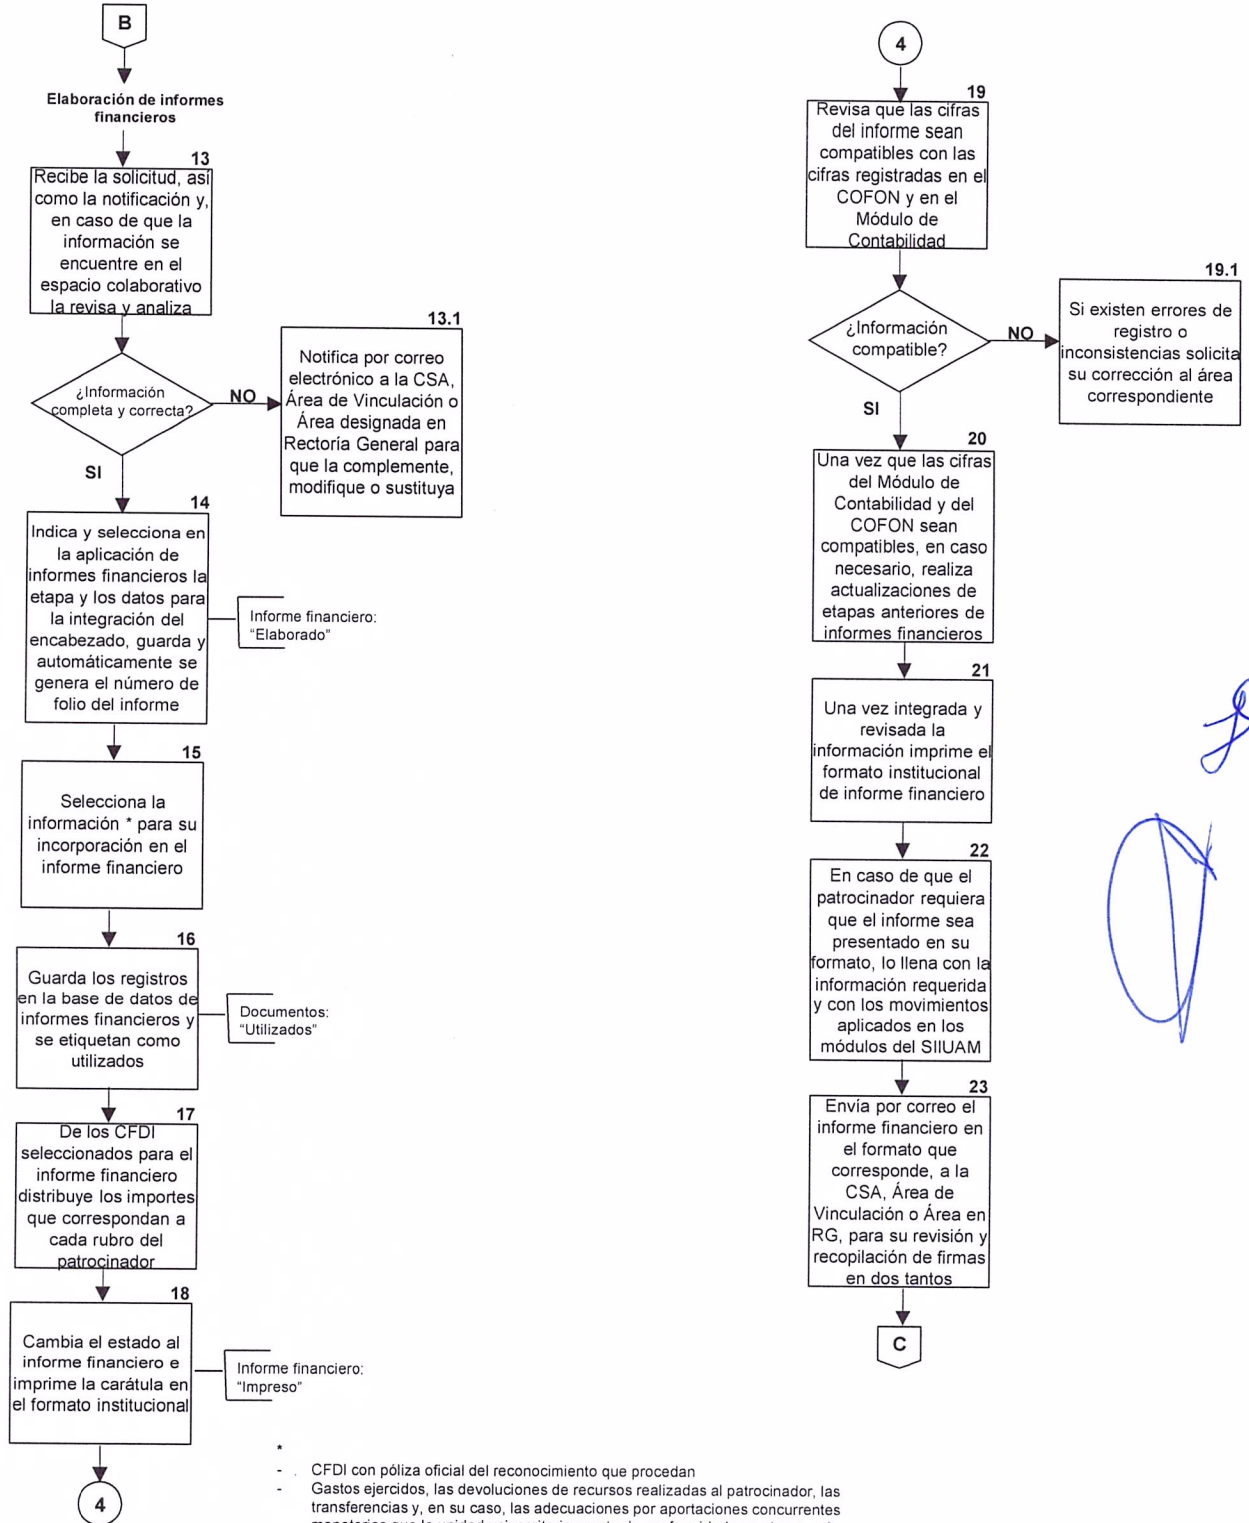 B
Elaboración de informes
financieros
13
Recibe la solicitud, así
como la notificación y,
en caso de que la
información se
encuentre en el
espacio colaborativo
la revisa y analiza
¿Información
completa y correcta?
NO
13.1
Notifica por correo
electrónico a la CSA,
Área de Vinculación o
Área designada en
Rectoría General para
que la complemente,
modifique o sustituya
SI
14
Indica y selecciona en
la aplicación de
informes financieros la
etapa y los datos para
la integración del
encabezado, guarda y
automáticamente se
genera el número de
folio del informe
Informe financiero:
"Elaborado"
15
Selecciona la
información * para su
incorporación en el
informe financiero
16
Guarda los registros
en la base de datos de
informes financieros y
se etiquetan como
utilizados
Documentos:
"Utilizados"
17
De los CFDI
seleccionados para el
informe financiero
distribuye los importes
que correspondan a
cada rubro del
patrocinador
18
Cambia el estado al
informe financiero e
imprime la carátula en
el formato institucional
Informe financiero:
"Impreso"
4
4
19
Revisa que las cifras
del informe sean
compatibles con las
cifras registradas en el
COFON y en el
Módulo de
Contabilidad
¿Información
compatible?
NO
19.1
Si existen errores de
registro o
inconsistencias solicita
su corrección al área
correspondiente
SI
20
Una vez que las cifras
del Módulo de
Contabilidad y del
COFON sean
compatibles, en caso
necesario, realiza
actualizaciones de
etapas anteriores de
informes financieros
21
Una vez integrada y
revisada la
información imprime el
formato institucional
de informe financiero
22
En caso de que el
patrocinador requiera
que el informe sea
presentado en su
formato, lo llena con la
información requerida
y con los movimientos
aplicados en los
módulos del SIIUAM
23
Envía por correo el
informe financiero en
el formato que
corresponde, a la
CSA, Área de
Vinculación o Área en
RG, para su revisión y
recopilación de firmas
en dos tantos
C
*
- CFDI con póliza oficial del reconocimiento que procedan
- Gastos ejercidos, las devoluciones de recursos realizadas al patrocinador, las
transferencias y, en su caso, las adecuaciones por aportaciones concurrentes